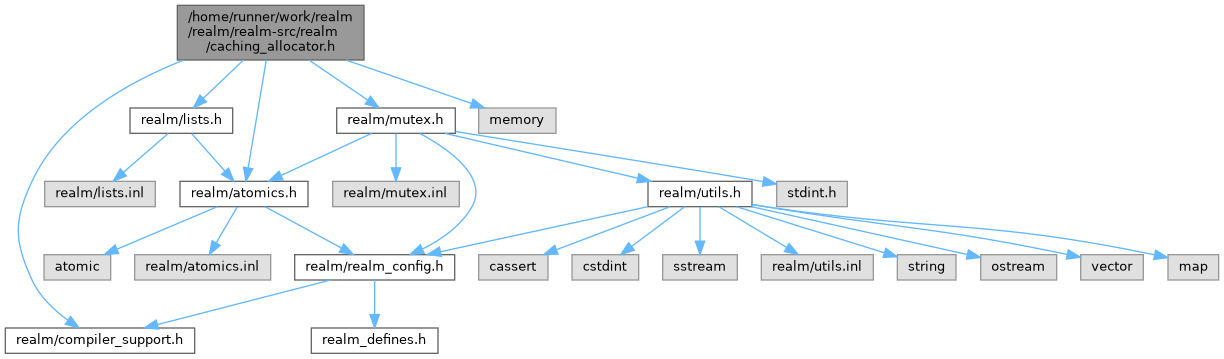 /home/runner/work/realm
/realm/realm-src/realm
/caching_allocator.h
realm/lists.h
realm/mutex.h
memory
realm/lists.inl
realm/atomics.h
realm/mutex.inl
realm/utils.h
stdint.h
atomic
realm/atomics.inl
realm/realm_config.h
cassert
cstdint
sstream
realm/utils.inl
string
ostream
vector
map
realm/compiler_support.h
realm_defines.h